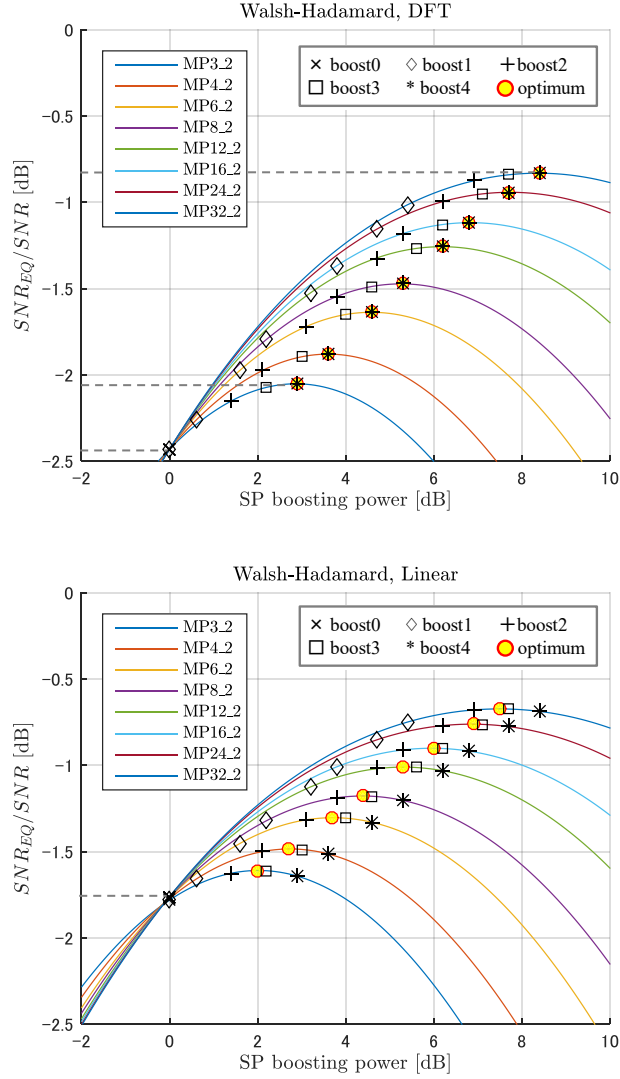 Walsh-Hadamard, DFT
0
-0.5
-1
-1.5
-2
-2.5
SNR_EQ/SNR [dB]
MP3_2
MP4_2
MP6_2
MP8_2
MP12_2
MP16_2
MP24_2
MP32_2
boost0 boost1 boost2
boost3 boost4 optimum
-2 0 2 4 6 8 10
SP boosting power [dB]
Walsh-Hadamard, Linear
0
-0.5
-1
-1.5
-2
-2.5
SNR_EQ/SNR [dB]
MP3_2
MP4_2
MP6_2
MP8_2
MP12_2
MP16_2
MP24_2
MP32_2
boost0 boost1 boost2
boost3 boost4 optimum
-2 0 2 4 6 8 10
SP boosting power [dB]